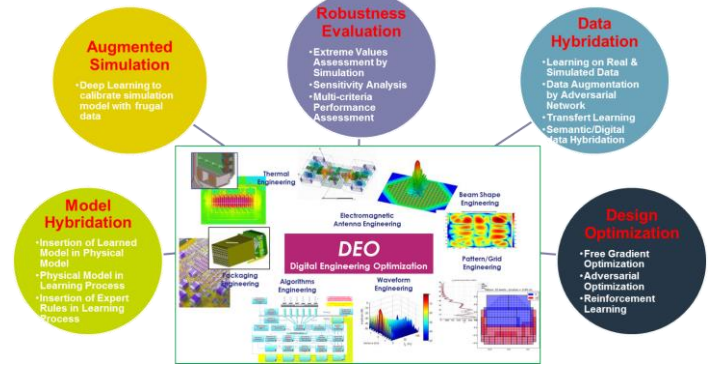 Robustness
Evaluation
•Extreme Values
Assessment by
Simulation
•Sensitivity Analysis
•Multi-criteria
Performance
Assessment
Augmented
Simulation
•Deep Learning to
calibrate simulation
model with frugal
data
Data
Hybridation
•Learning on Real &
Simulated Data
•Data Augmentation
by Adversarial
Network
•Transfert Learning
•Semantic/Digital
data Hybridation
Model
Hybridation
•Insertion of Learned
Model in Physical
Model
•Physical Model in
Learning Process
•Insertion of Expert
Rules in Learning
Process
Thermal
Engineering
Electromagnetic
Antenna Engineering
Beam Shape
Engineering
DEO
Digital Engineering Optimization
Pattern/Grid
Engineering
Packaging
Engineering
Algorithms
Engineering
Waveform
Engineering
Design
Optimization
•Free Gradient
Optimization
•Adversarial
Optimization
•Reinforcement
Learning